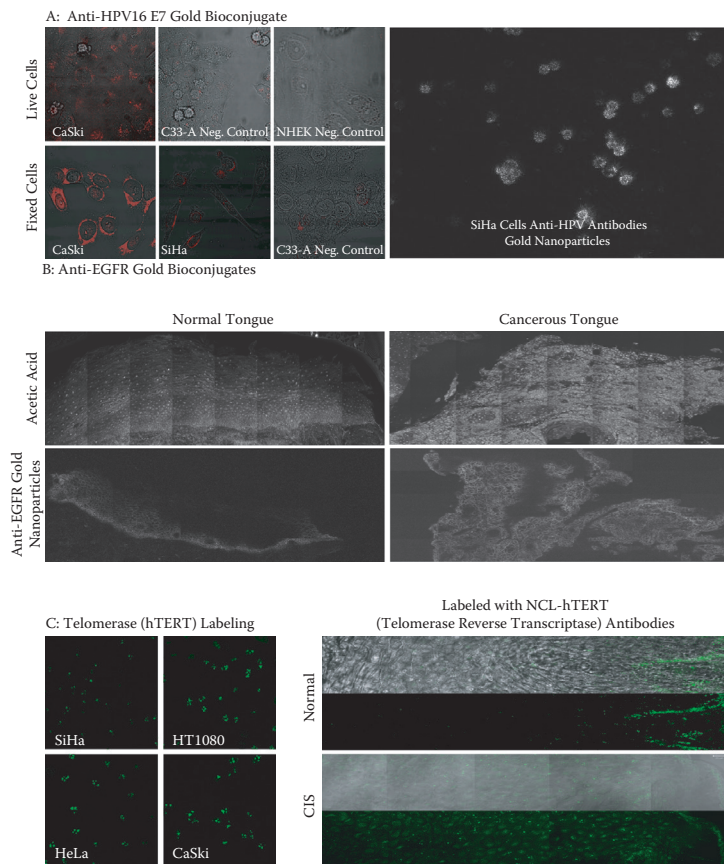 A: Anti-HPV16 E7 Gold Bioconjugate
Live Cells
CaSki
C33-A Neg. Control
NHEK Neg. Control
Fixed Cells
CaSki
SiHa
C33-A Neg. Control
SiHa Cells Anti-HPV Antibodies
Gold Nanoparticles
B: Anti-EGFR Gold Bioconjugates
Normal Tongue
Cancerous Tongue
Acetic Acid
Anti-EGFR Gold
Nanoparticles
C: Telomerase (hTERT) Labeling
SiHa
HT1080
HeLa
CaSki
Labeled with NCL-hTERT
(Telomerase Reverse Transcriptase) Antibodies
Normal
CIS